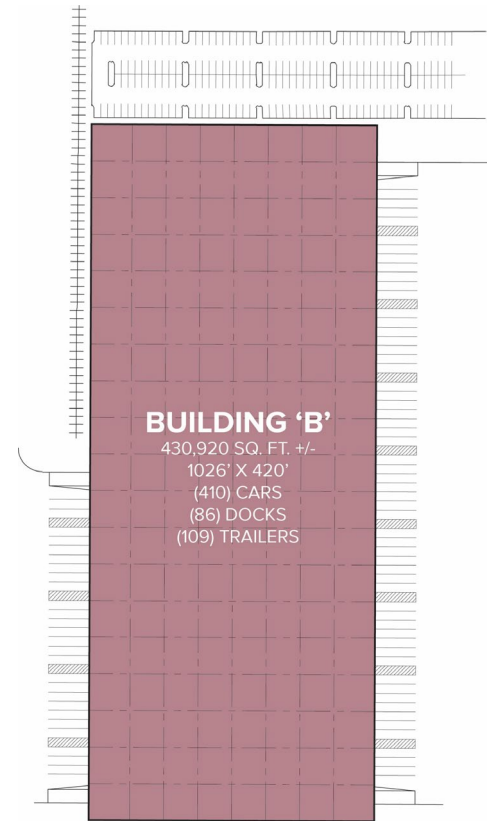 BUILDING ‘B’
430,920 SQ. FT. +/-
1026’ X 420’
(410) CARS
(86) DOCKS
(109) TRAILERS